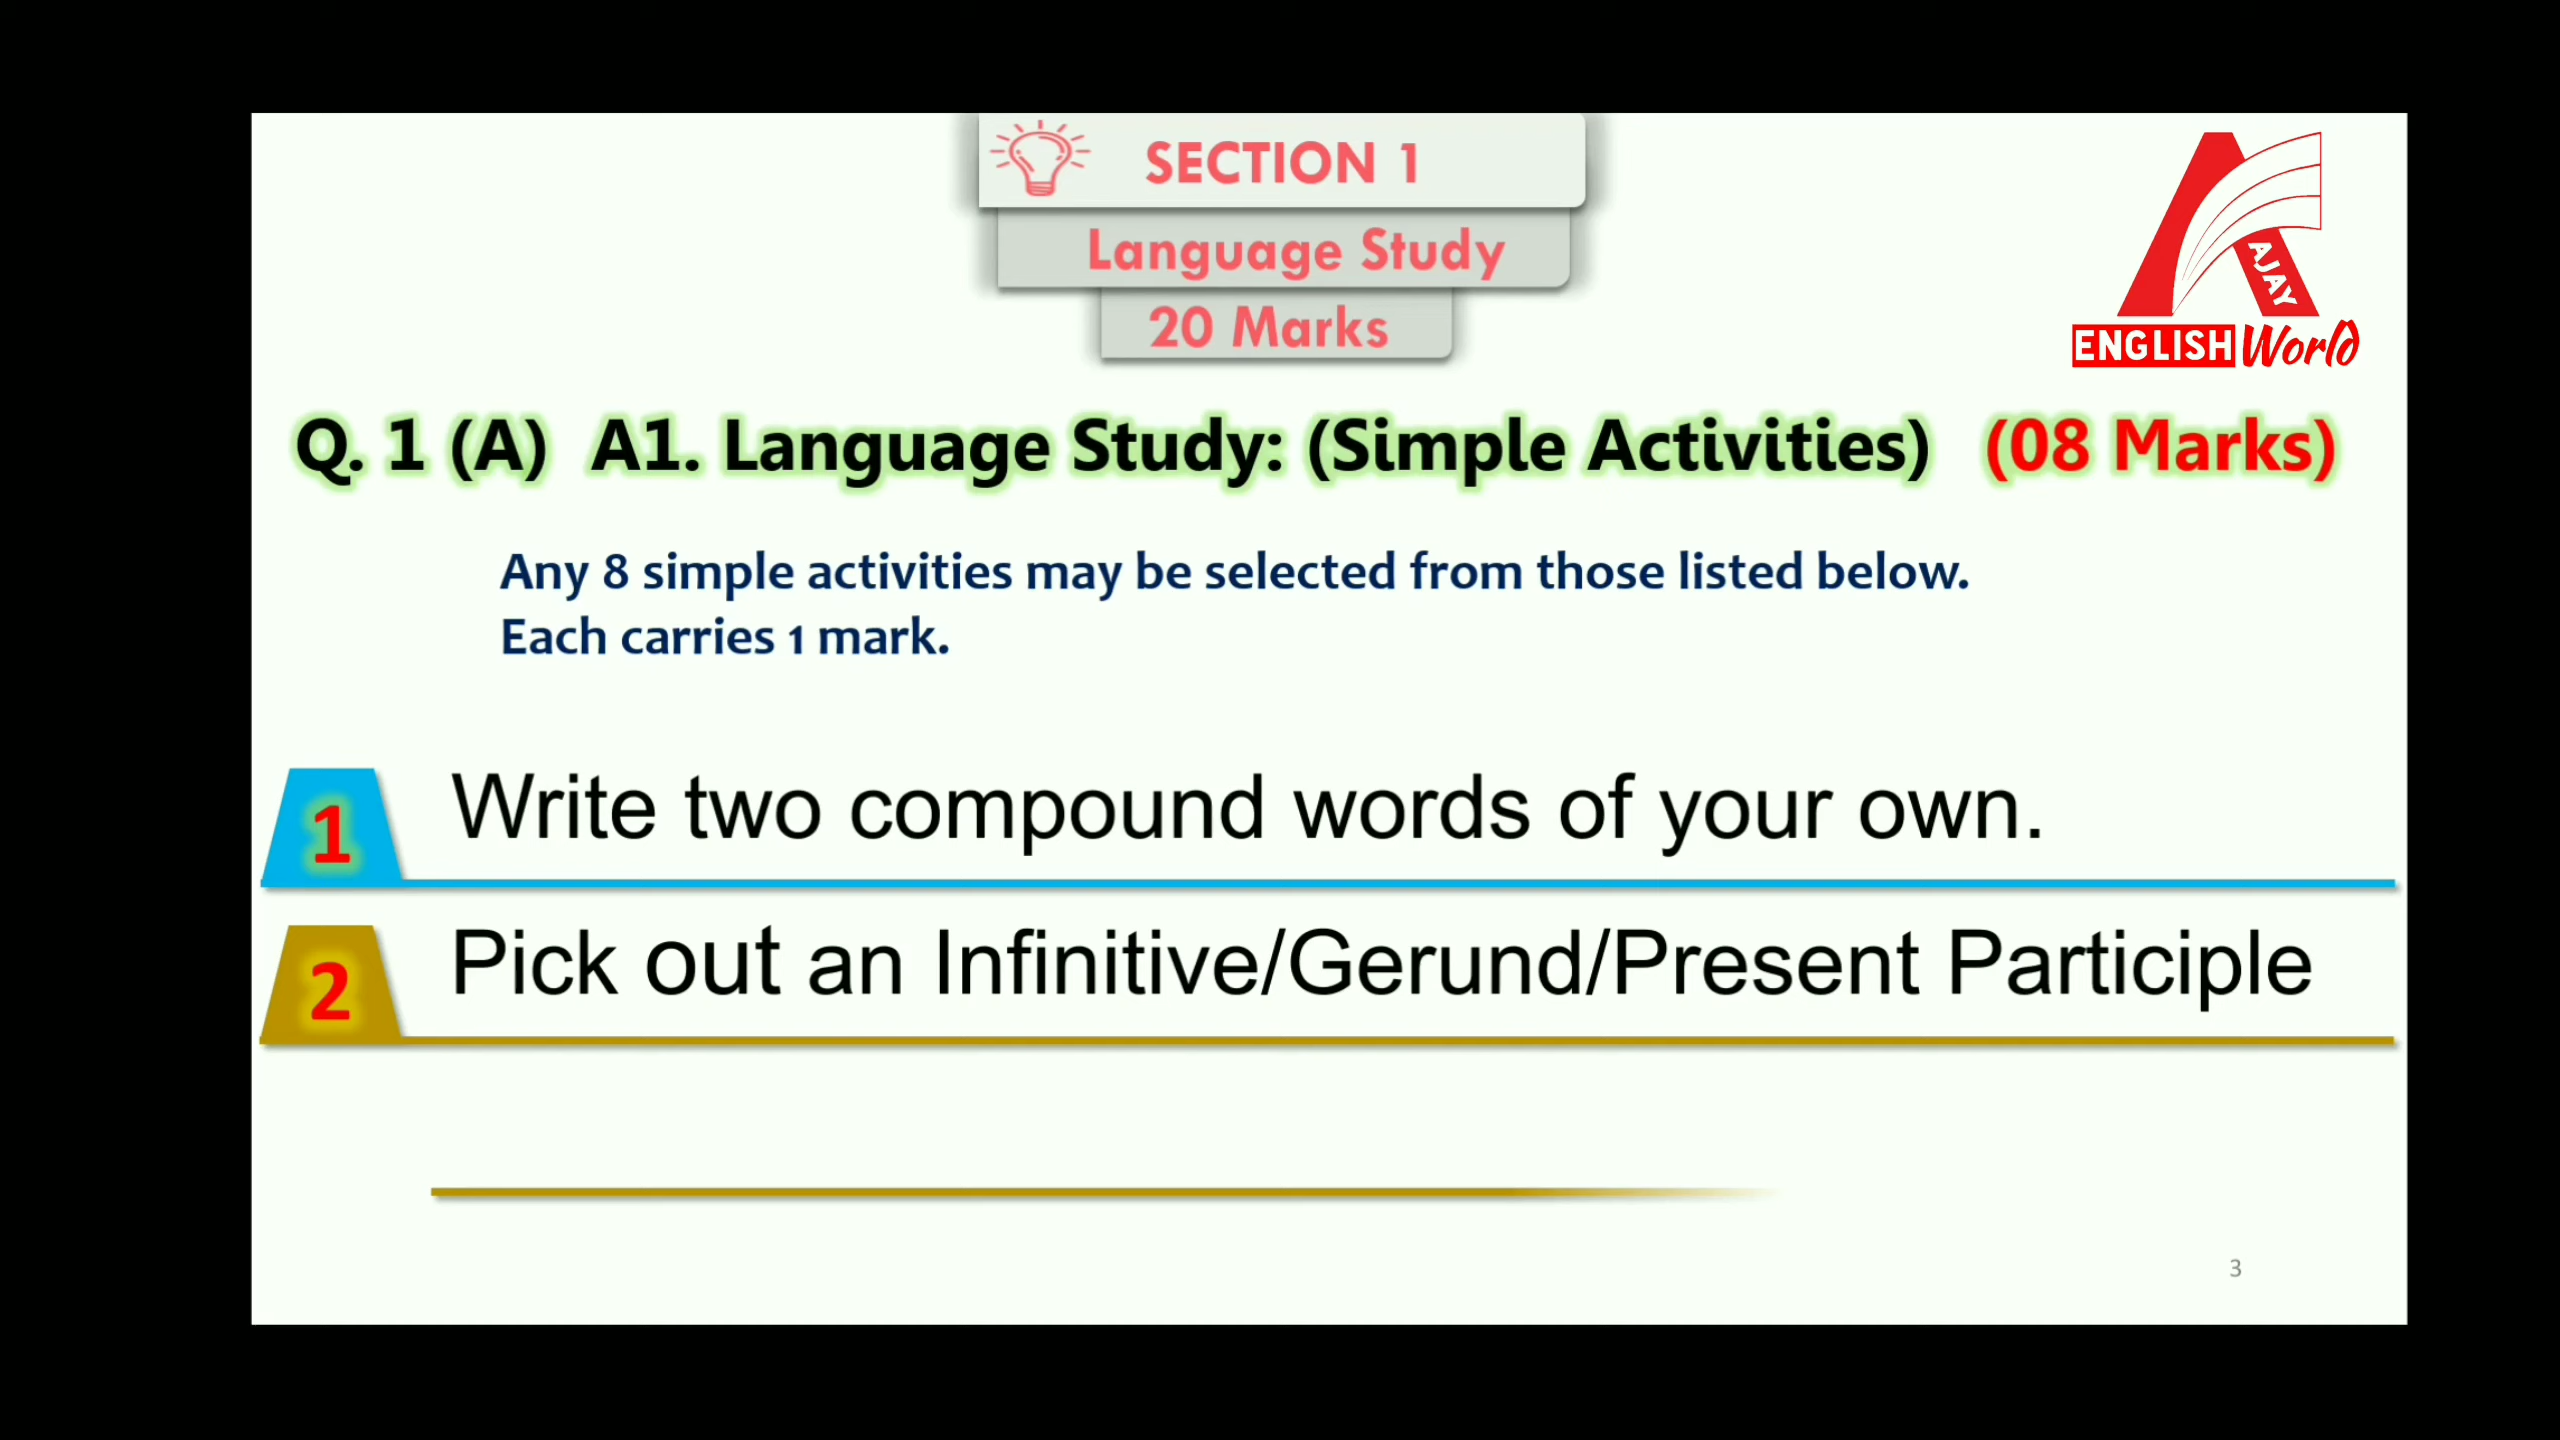 SECTION 1
Language Study
20 Marks
AJAY
ENGLISH World
Q. 1 (A) A1. Language Study: (Simple Activities) (08 Marks)
Any 8 simple activities may be selected from those listed below.
Each carries 1 mark.
1 Write two compound words of your own.
2 Pick out an Infinitive/Gerund/Present Participle
3